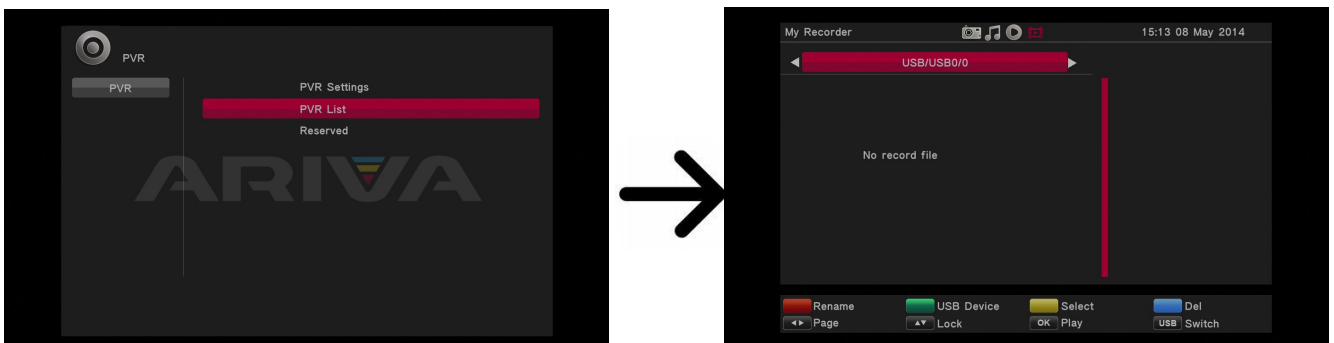 PVR
PVR
PVR Settings
PVR List
Reserved
ARIVA
My Recorder
15:13 08 May 2014
USB/USB0/0
No record file
Rename
USB Device
Select
Del
Page
Lock
OK Play
USB Switch